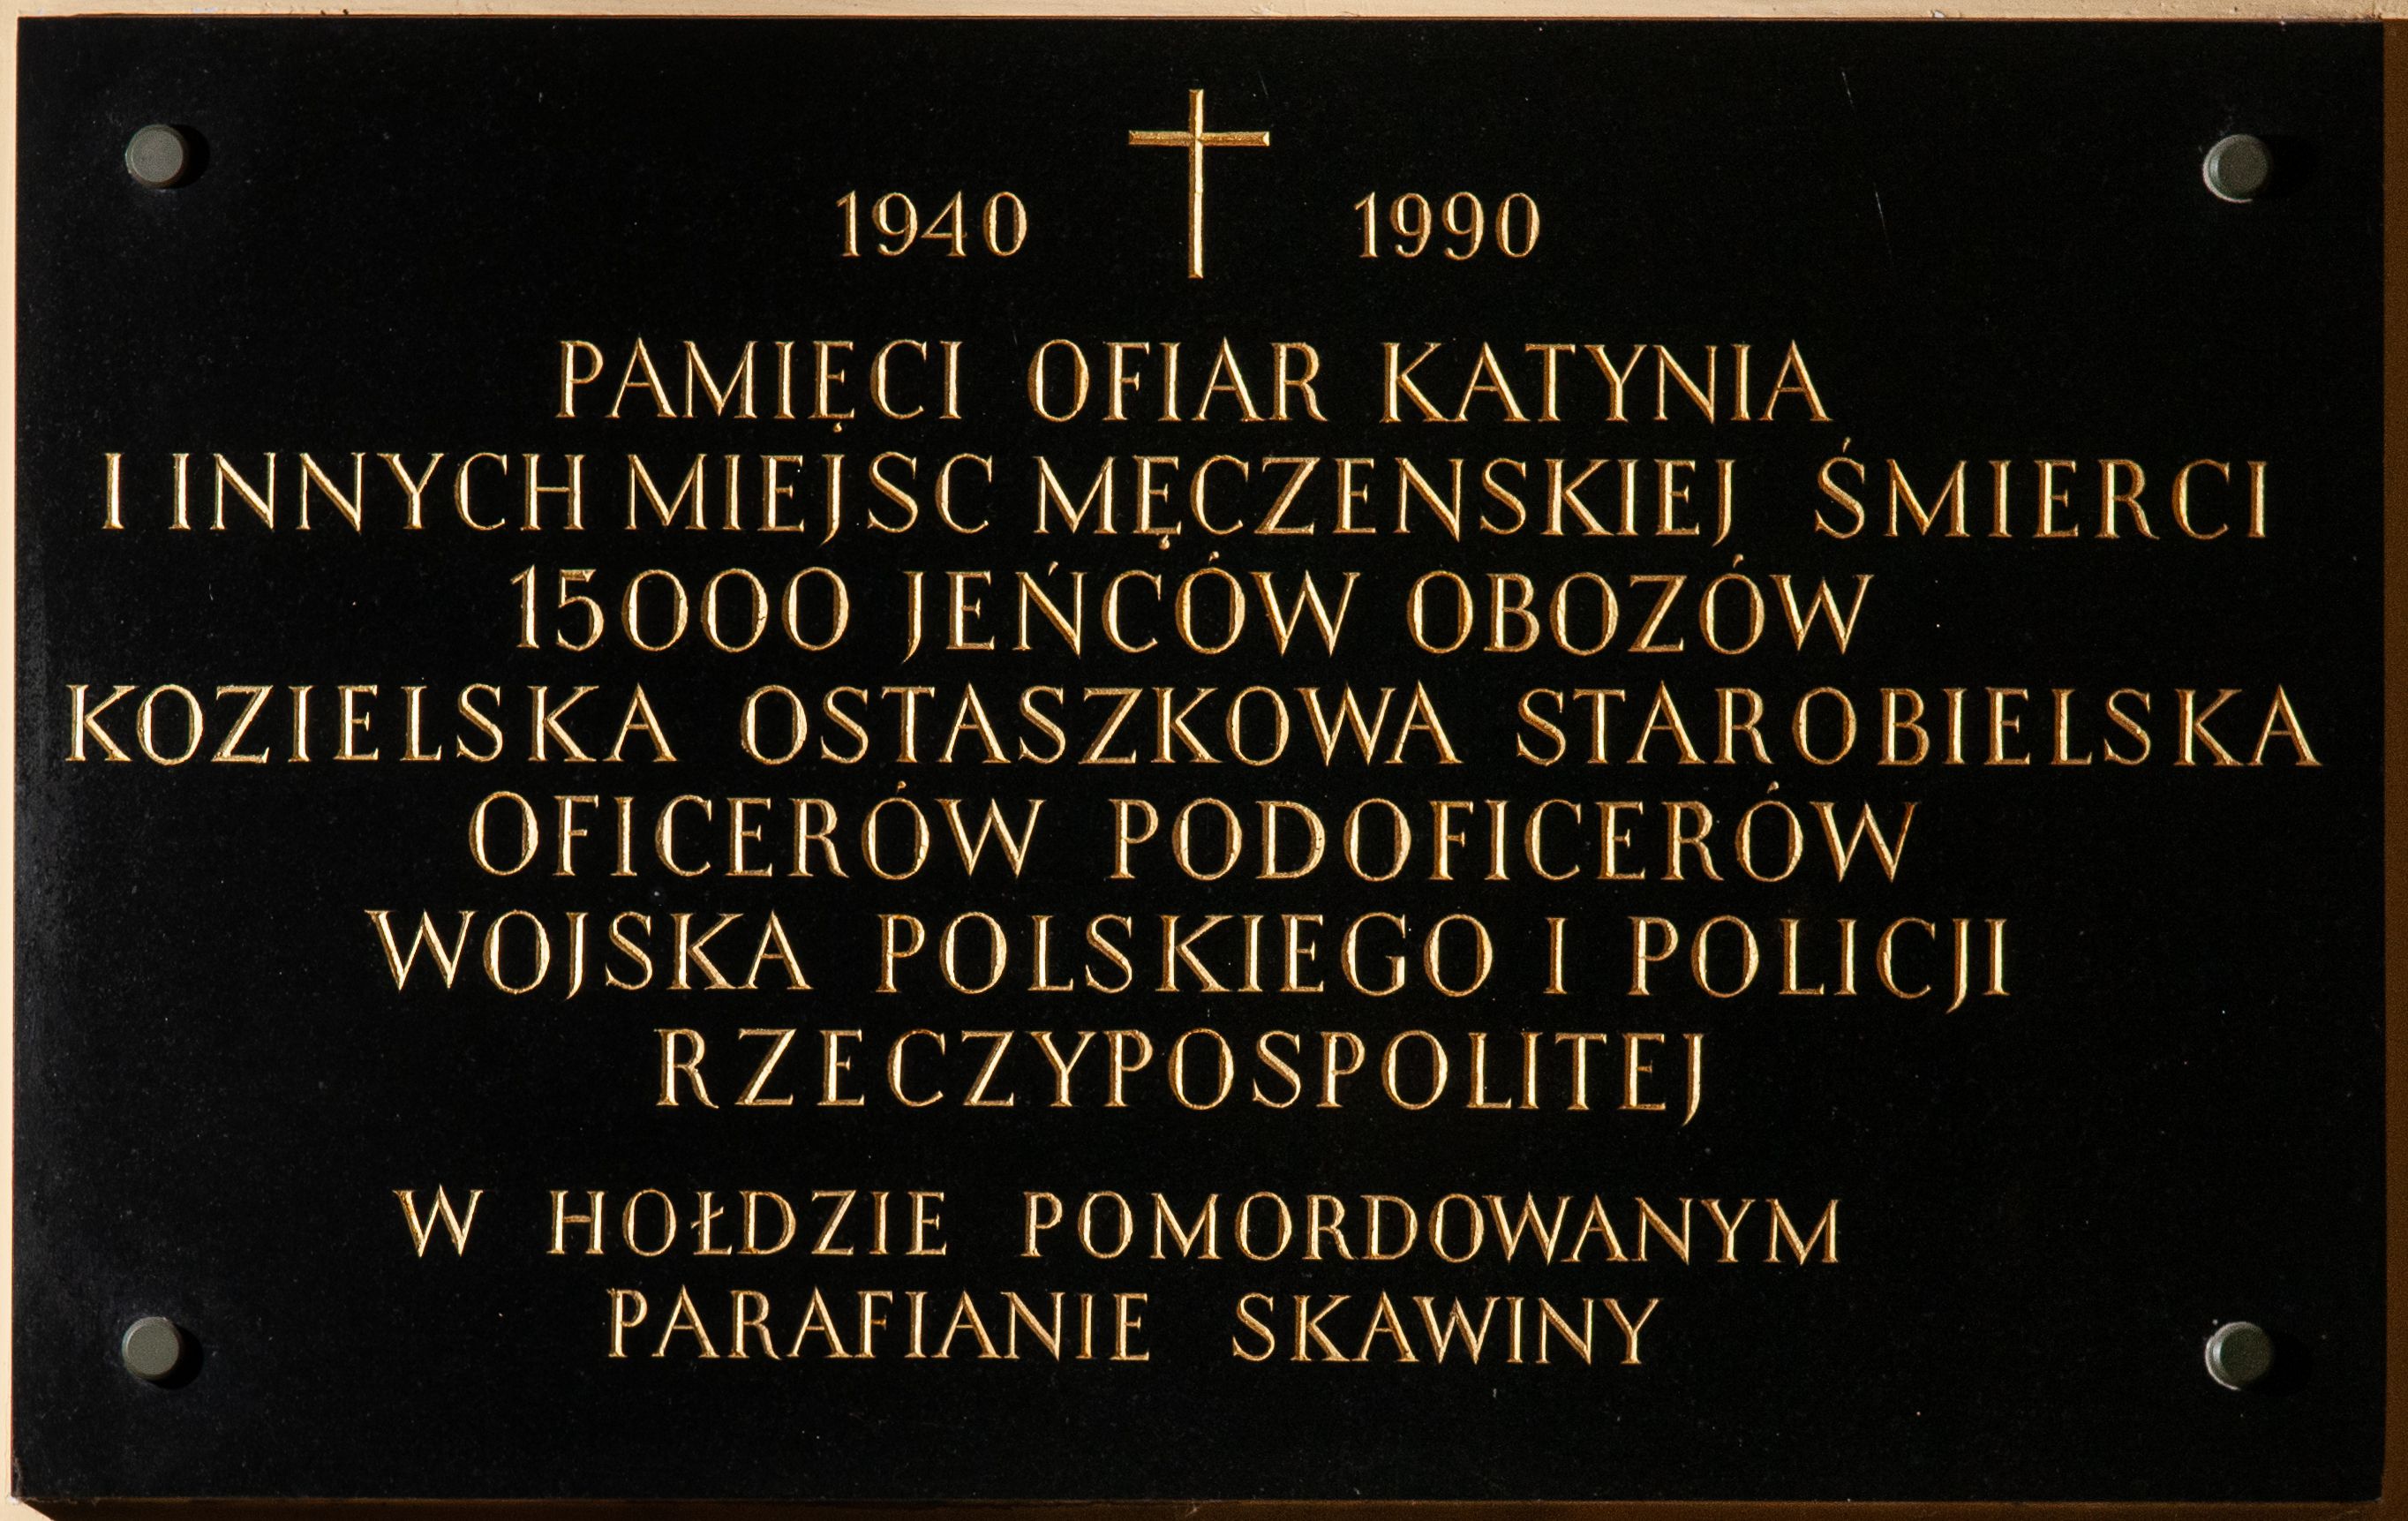 1940 1990
PAMIĘCI OFIAR KATYNIA
I INNYCH MIEJSC MĘCZENSKIEJ ŚMIERCI
15000 JEŃCÓW OBOZÓW
KOZIELSKA OSTASZKOWA STAROBIELSKA
OFICERÓW PODOFICERÓW
WOJSKA POLSKIEGO I POLICJI
RZECZYPOSPOLITEJ
W HOŁDZIE POMORDOWANYM
PARAFIANIE SKAWINY